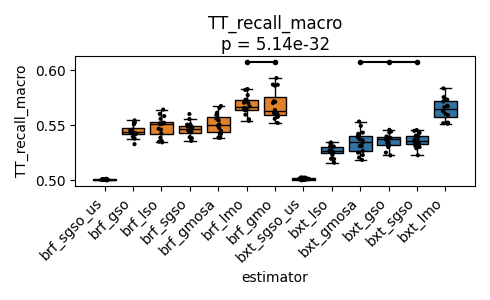 TT_recall_macro
p = 5.14e-32
TT_recall_macro
0.60
0.55
0.50
brf_sgso_us
brf_gso
brf_lso
brf_sgso
brf_gmosa
brf_lmo
brf_gmo
bxt_sgso_us
bxt_lso
bxt_gmosa
bxt_gso
bxt_sgso
bxt_lmo
estimator